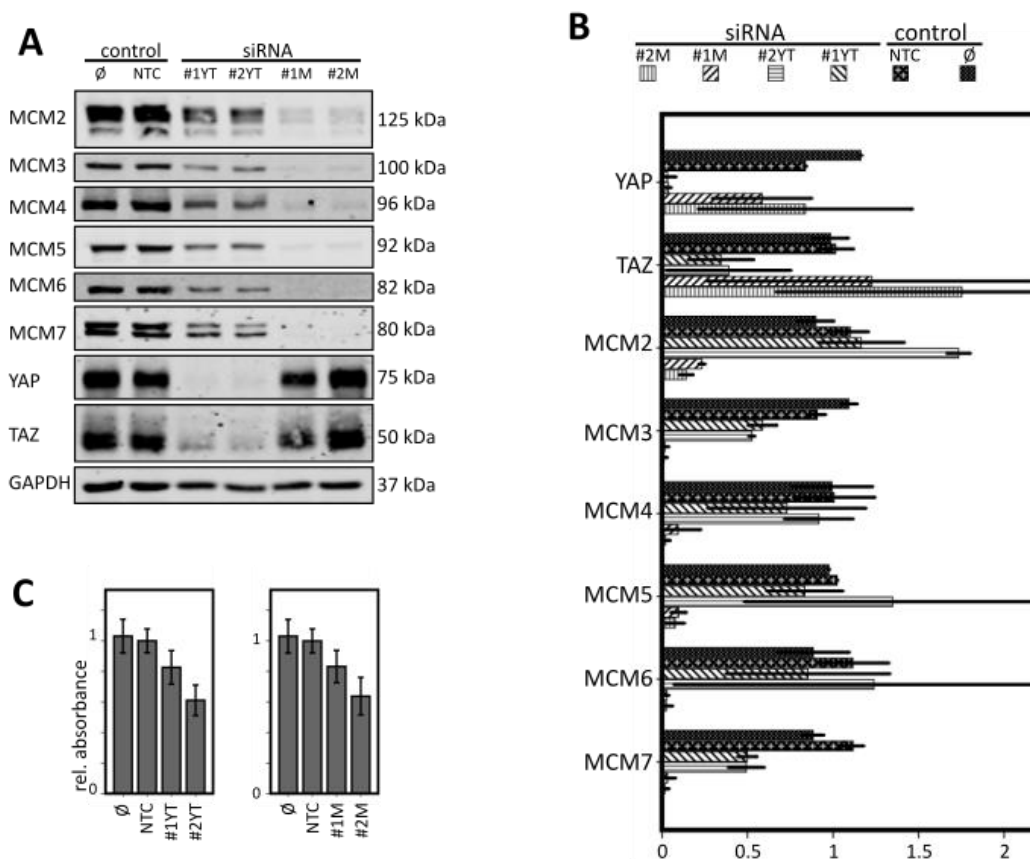 A
control siRNA
Ø NTC #1YT #2YT #1M #2M
MCM2 125 kDa
MCM3 100 kDa
MCM4 96 kDa
MCM5 92 kDa
MCM6 82 kDa
MCM7 80 kDa
YAP 75 kDa
TAZ 50 kDa
GAPDH 37 kDa
B
siRNA control
#2M #1M #2YT #1YT NTC Ø
YAP
TAZ
MCM2
MCM3
MCM4
MCM5
MCM6
MCM7
0 0.5 1 1.5 2
C
rel. absorbance
1
0
Ø NTC #1YT #2YT
1
0
Ø NTC #1M #2M